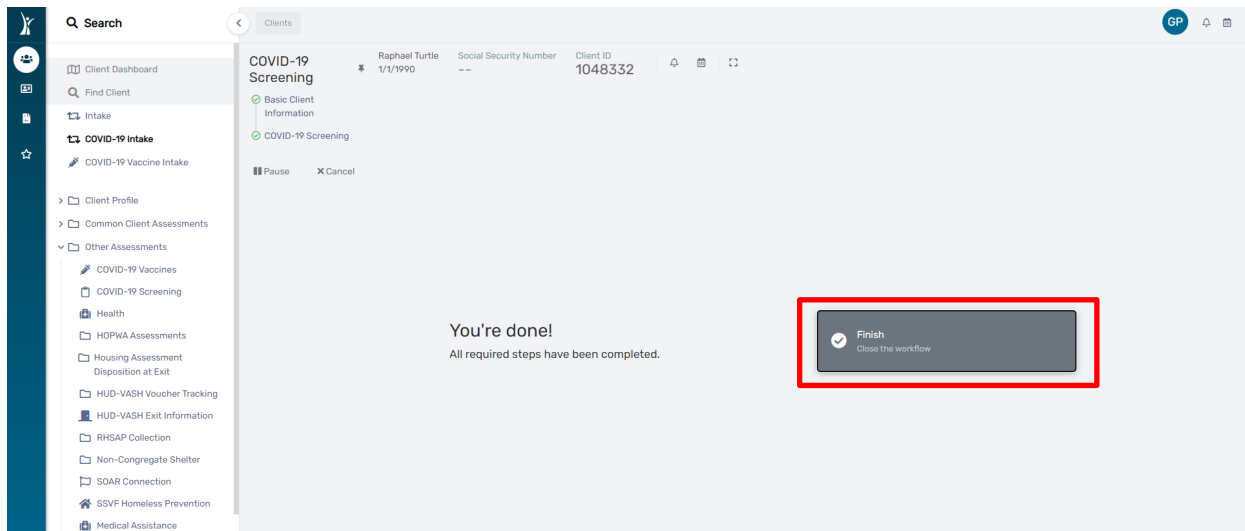 Search
Clients
GP
Client Dashboard
Find Client
Intake
COVID-19 Intake
COVID-19 Vaccine Intake
Client Profile
Common Client Assessments
Other Assessments
COVID-19 Vaccines
COVID-19 Screening
Health
HOPWA Assessments
Housing Assessment
Disposition at Exit
HUD-VASH Voucher Tracking
HUD-VASH Exit Information
RHSAP Collection
Non-Congregate Shelter
SOAR Connection
SSVF Homeless Prevention
Medical Assistance
COVID-19
Screening
Raphael Turtle
1/1/1990
Social Security Number
--
Client ID
1048332
Basic Client
Information
COVID-19 Screening
Pause
Cancel
You're done!
All required steps have been completed.
Finish
Close the workflow